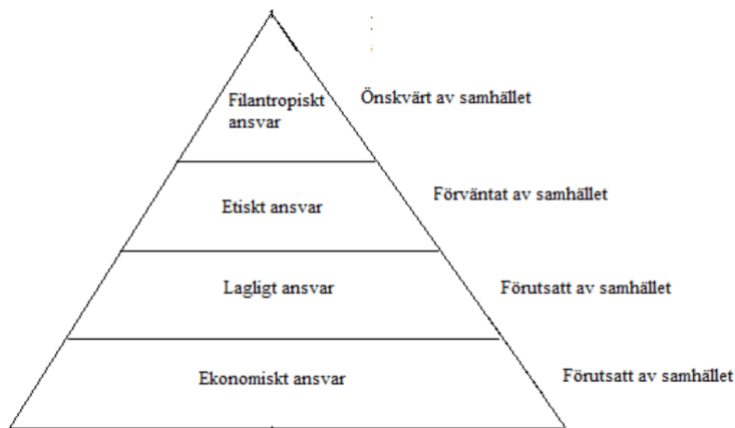 Filantropiskt
ansvar
Önskvärt av samhället
Etiskt ansvar
Förväntat av samhället
Lagligt ansvar
Förutsatt av samhället
Ekonomiskt ansvar
Förutsatt av samhället